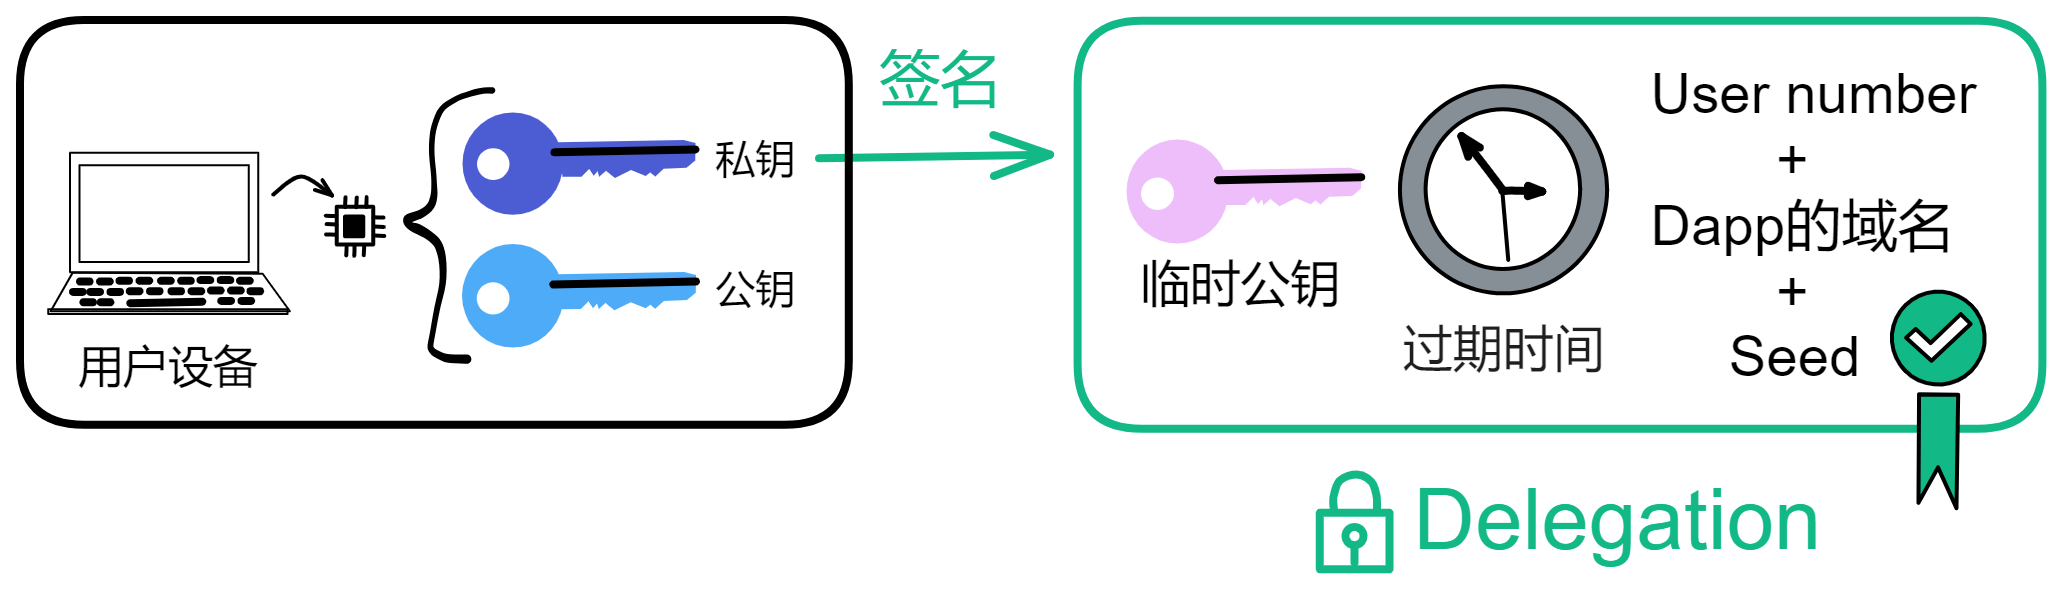 用户设备
私钥
公钥
签名
临时公钥
过期时间
User number
+
Dapp的域名
+
Seed
Delegation